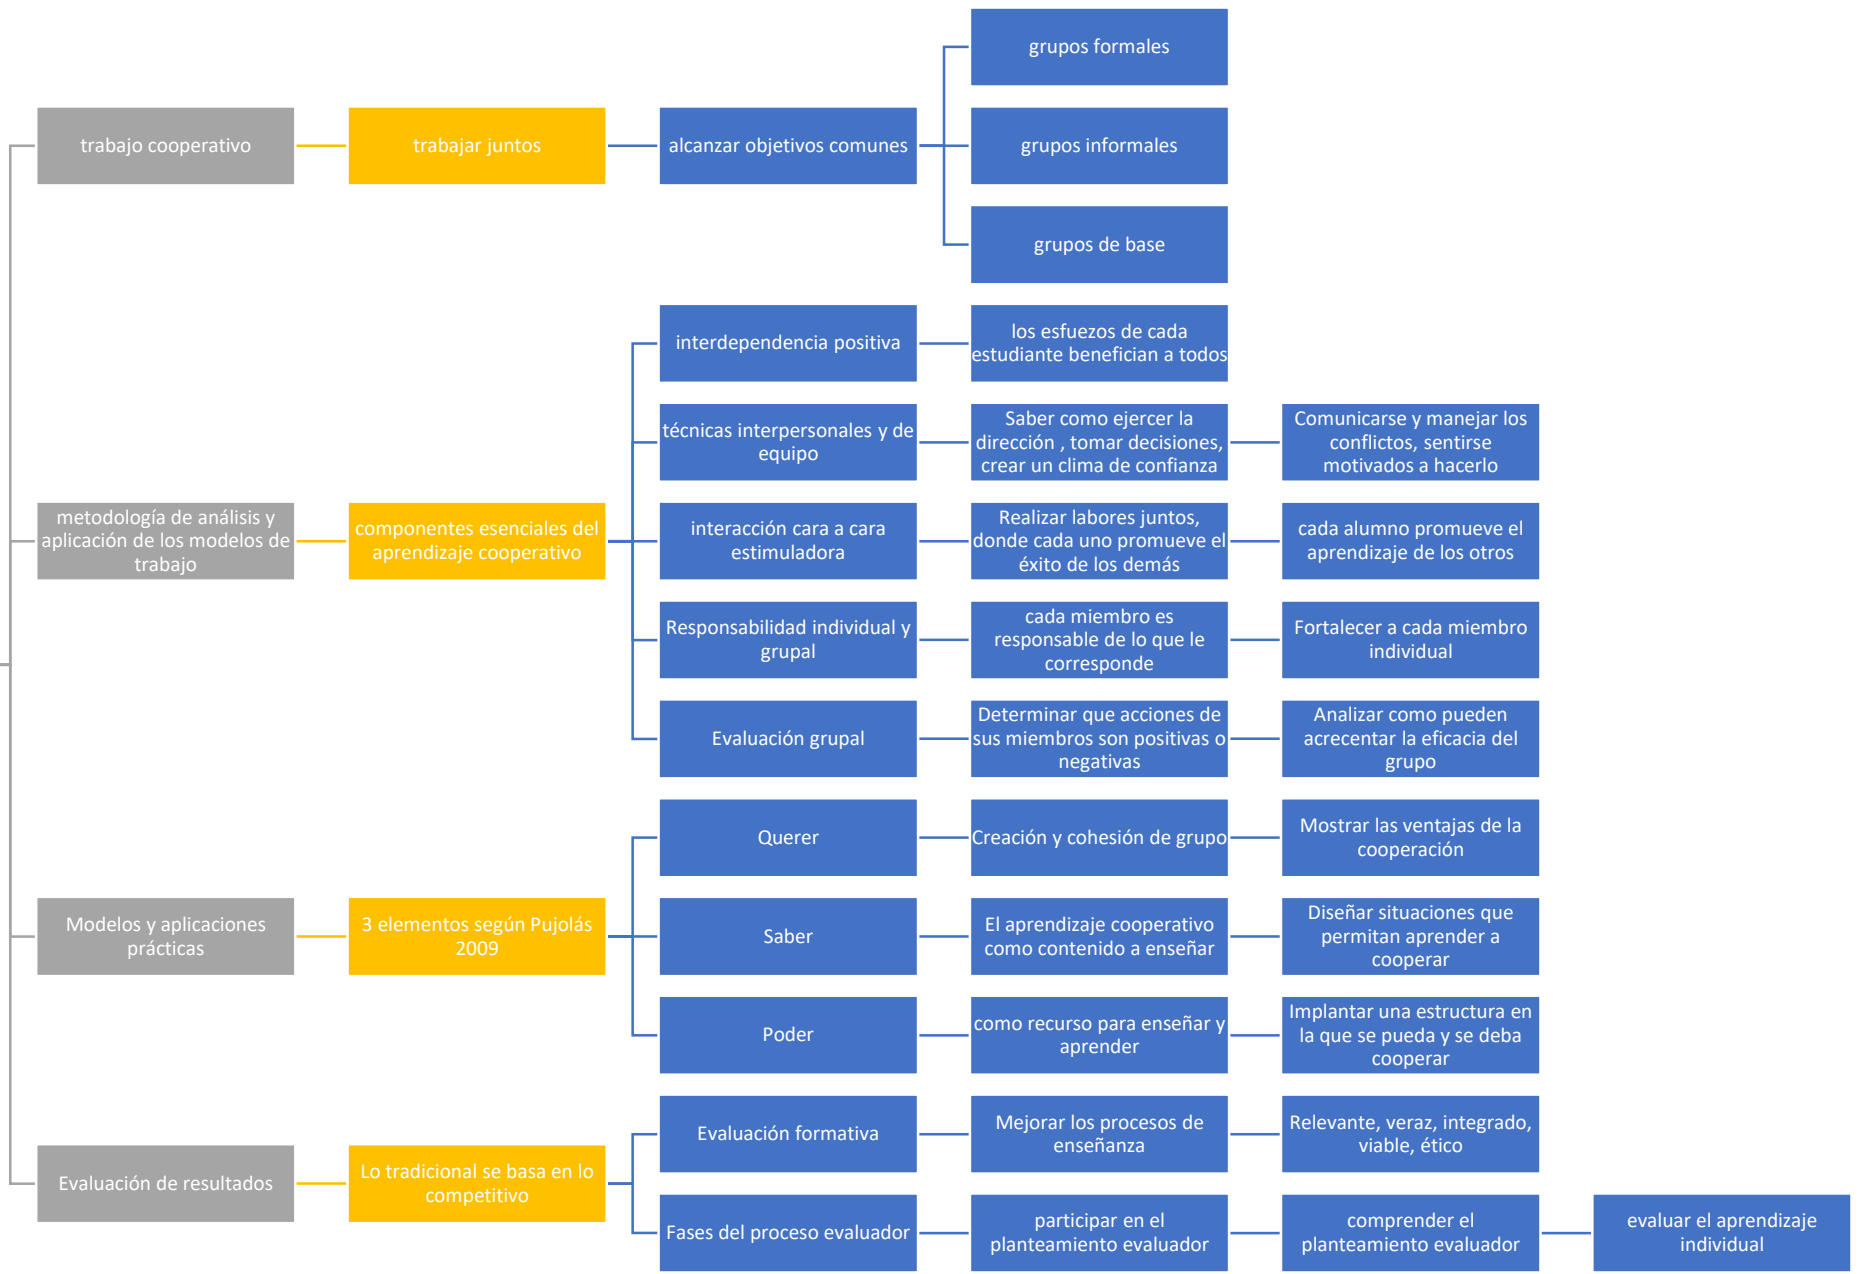 trabajo cooperativo
trabajar juntos
alcanzar objetivos comunes
grupos formales
grupos informales
grupos de base
metodología de análisis y
aplicación de los modelos de
trabajo
componentes esenciales del
aprendizaje cooperativo
interdependencia positiva
los esfuezos de cada
estudiante benefician a todos
técnicas interpersonales y de
equipo
Saber como ejercer la
dirección , tomar decisiones,
crear un clima de confianza
Comunicarse y manejar los
conflictos, sentirse
motivados a hacerlo
interacción cara a cara
estimuladora
Realizar labores juntos,
donde cada uno promueve el
éxito de los demás
cada alumno promueve el
aprendizaje de los otros
Responsabilidad individual y
grupal
cada miembro es
responsable de lo que le
corresponde
Fortalecer a cada miembro
individual
Evaluación grupal
Determinar que acciones de
sus miembros son positivas o
negativas
Analizar como pueden
acrecentar la eficacia del
grupo
Modelos y aplicaciones
prácticas
3 elementos según Pujolás
2009
Querer
Creación y cohesión de grupo
Mostrar las ventajas de la
cooperación
Saber
El aprendizaje cooperativo
como contenido a enseñar
Diseñar situaciones que
permitan aprender a
cooperar
Poder
como recurso para enseñar y
aprender
Implantar una estructura en
la que se pueda y se deba
cooperar
Evaluación de resultados
Lo tradicional se basa en lo
competitivo
Evaluación formativa
Mejorar los procesos de
enseñanza
Relevante, veraz, integrado,
viable, ético
Fases del proceso evaluador
participar en el
planteamiento evaluador
comprender el
planteamiento evaluador
evaluar el aprendizaje
individual